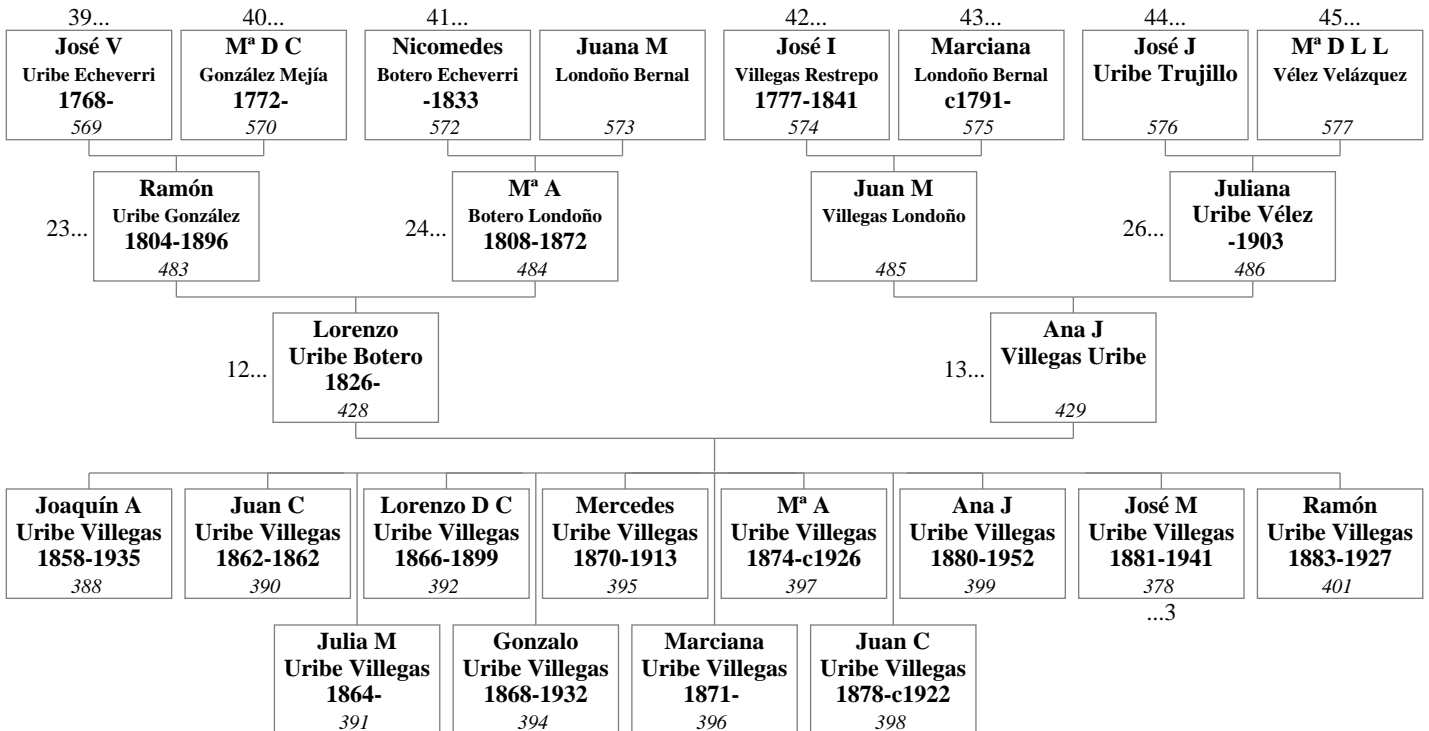 39...
40...
41...
42...
43...
44...
45...
José V
Uribe Echeverri
1768-
569
Mª D C
González Mejía
1772-
570
Nicomedes
Botero Echeverri
-1833
572
Juana M
Londoño Bernal
573
José I
Villegas Restrepo
1777-1841
574
Marciana
Londoño Bernal
c1791-
575
José J
Uribe Trujillo
576
Mª D L L
Vélez Velázquez
577
23...
Ramón
Uribe González
1804-1896
483
24...
Mª A
Botero Londoño
1808-1872
484
Juan M
Villegas Londoño
485
26...
Juliana
Uribe Vélez
-1903
486
12...
Lorenzo
Uribe Botero
1826-
428
13...
Ana J
Villegas Uribe
429
Joaquín A
Uribe Villegas
1858-1935
388
Juan C
Uribe Villegas
1862-1862
390
Lorenzo D C
Uribe Villegas
1866-1899
392
Mercedes
Uribe Villegas
1870-1913
395
Mª A
Uribe Villegas
1874-c1926
397
Ana J
Uribe Villegas
1880-1952
399
José M
Uribe Villegas
1881-1941
378
...3
Ramón
Uribe Villegas
1883-1927
401
Julia M
Uribe Villegas
1864-
391
Gonzalo
Uribe Villegas
1868-1932
394
Marciana
Uribe Villegas
1871-
396
Juan C
Uribe Villegas
1878-c1922
398